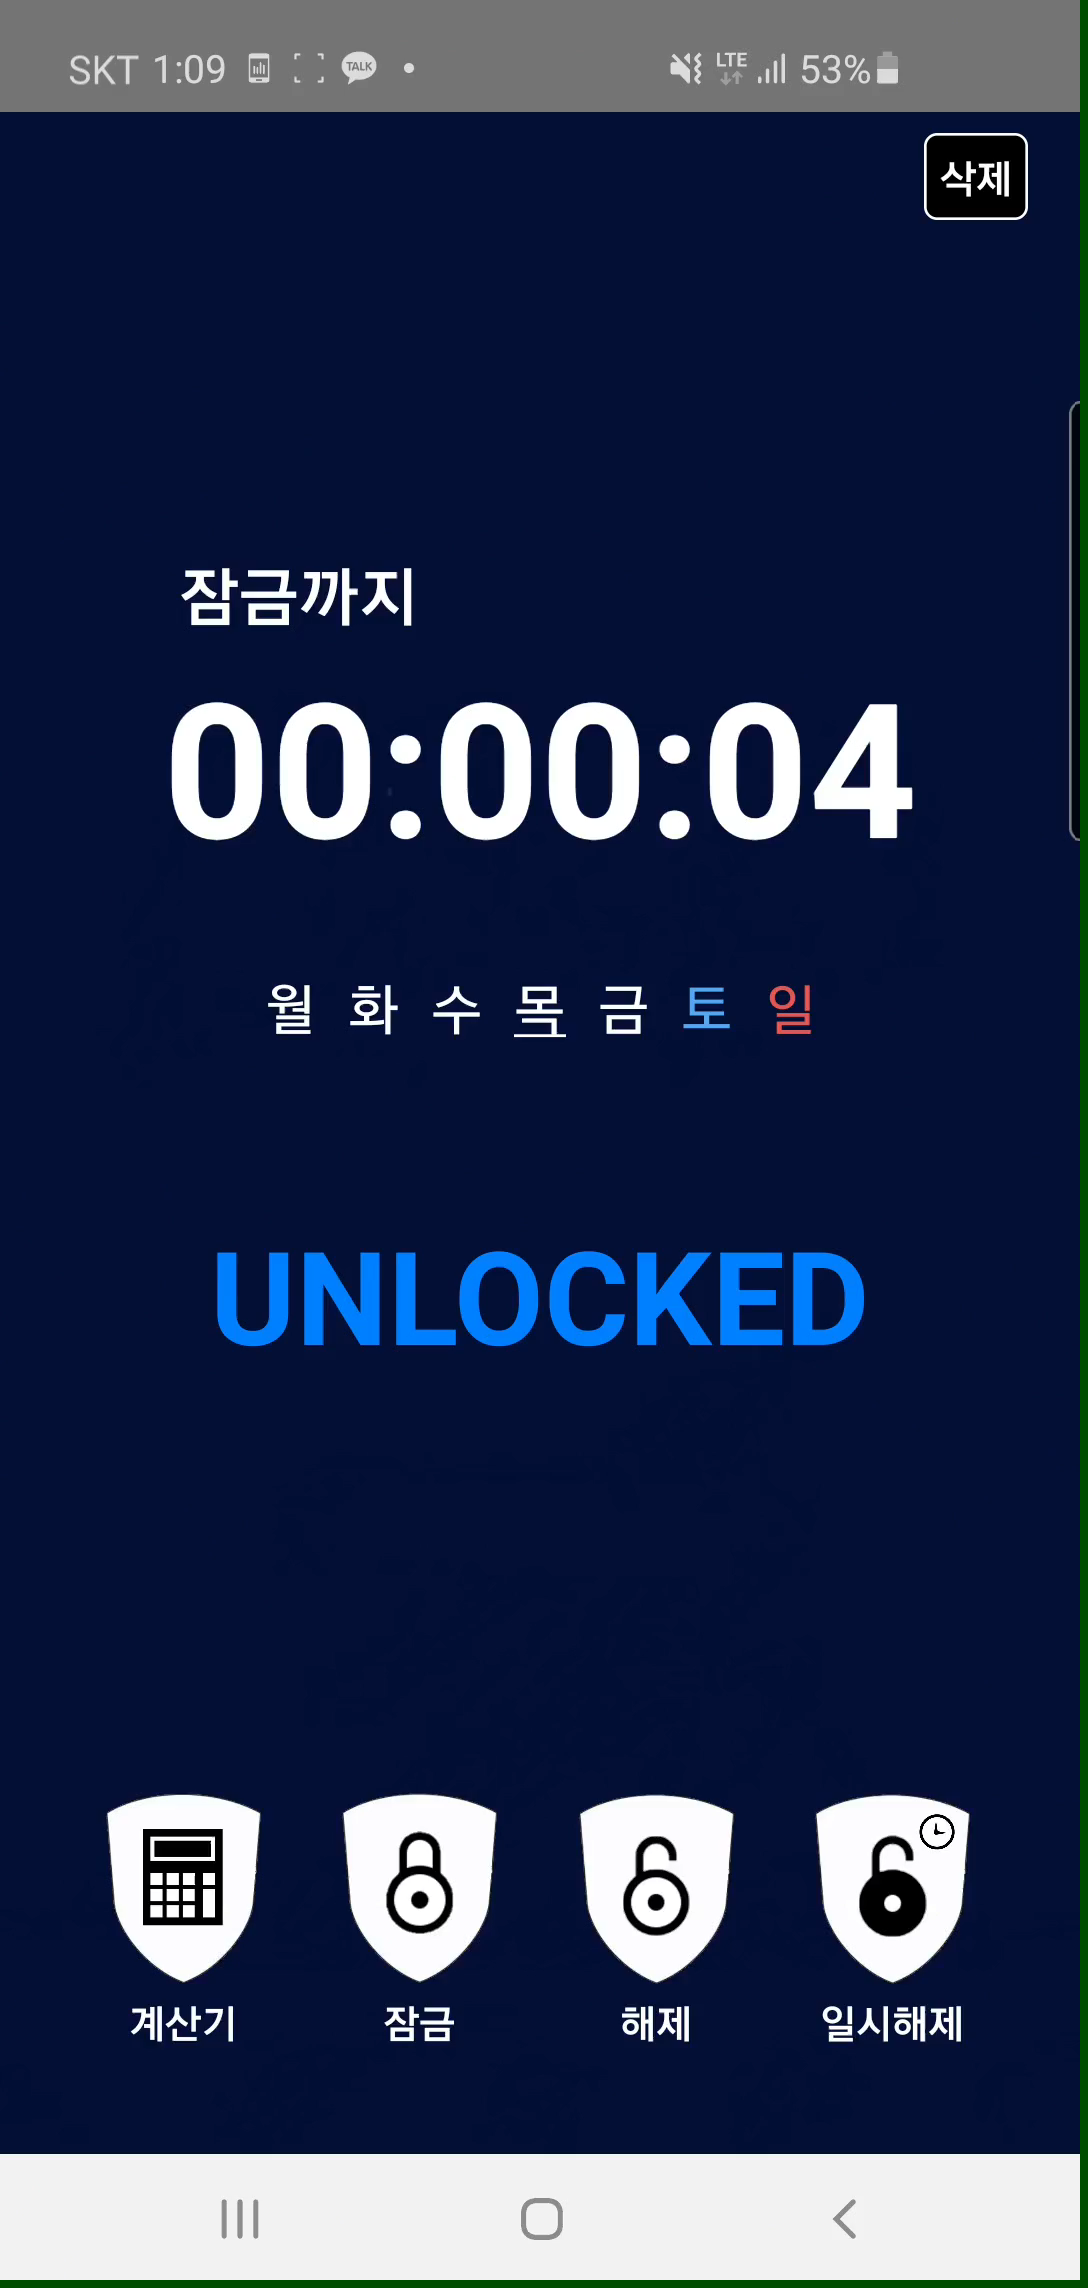 SKT 1:09 TALK LTE 53%
삭제
잠금까지
00:00:04
월 화 수 목 금 토 일
UNLOCKED
계산기 잠금 해제 일시해제